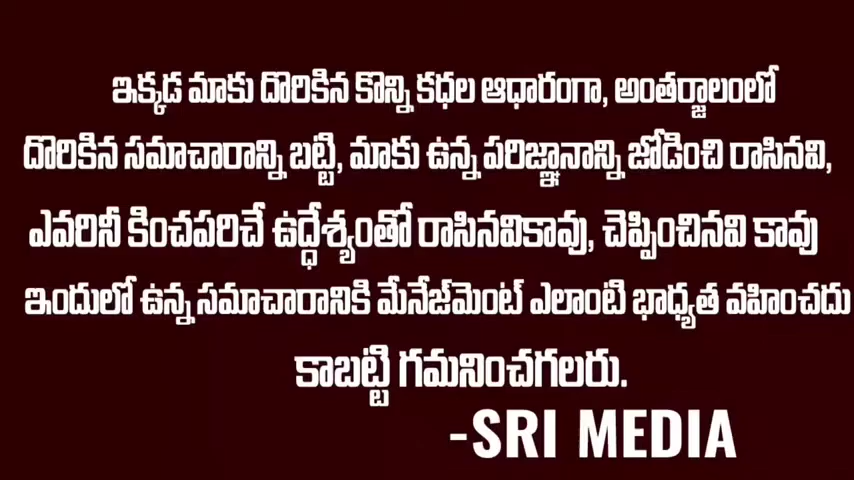 ఇక్కడ మాకు దొరికిన కొన్ని కధల ఆధారంగా, అంతర్జాలంలో
దొరికిన సమాచారాన్ని బట్టి, మాకు ఉన్న పరిజ్ఞానాన్ని జోడించి రాసినవి,
ఎవరినీ కించపరిచే ఉద్ధేశ్యంతో రాసినవికావు, చెప్పించినవి కావు
ఇందులో ఉన్న సమాచారానికి మేనేజ్‌మెంట్ ఎలాంటి భాధ్యత వహించదు
కాబట్టి గమనించగలరు.
-SRI MEDIA